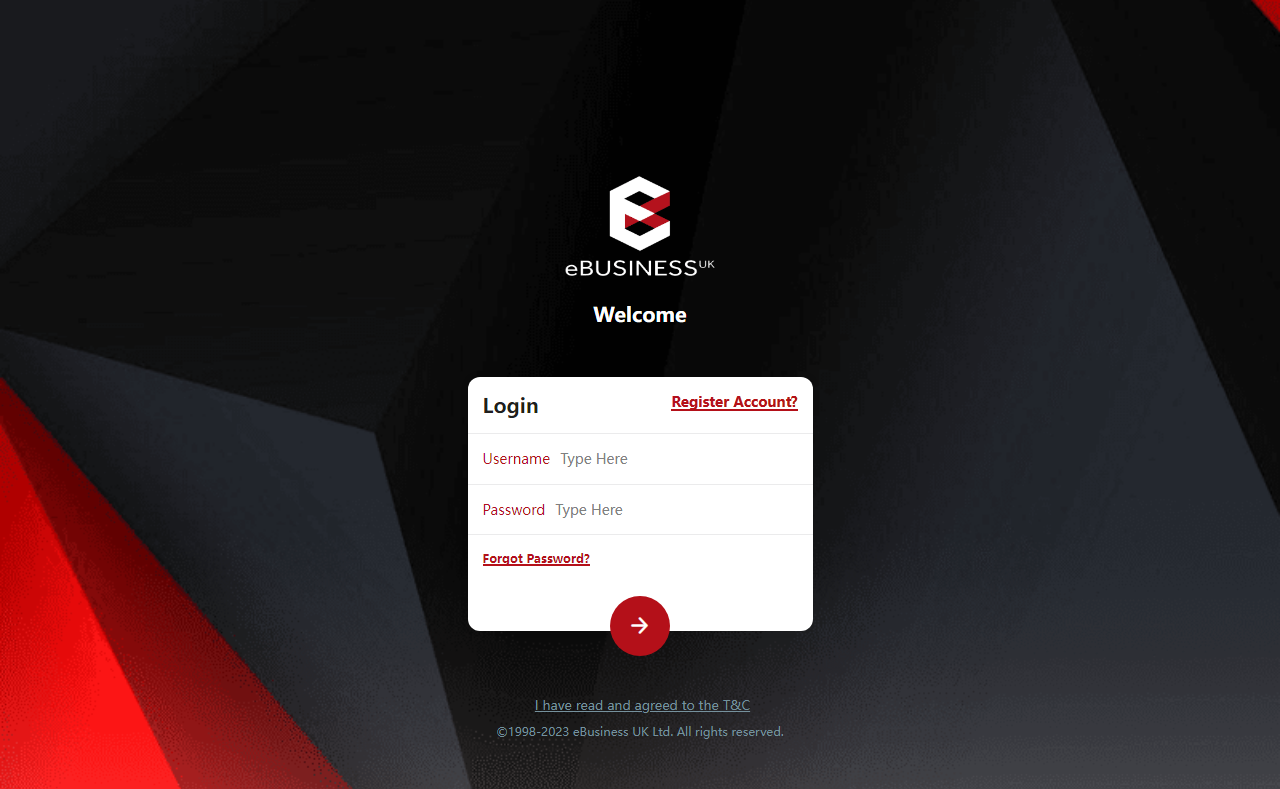 eBUSINESS UK
Welcome
Login
Register Account?
Username Type Here
Password Type Here
Forgot Password?
I have read and agreed to the T&C
©1998-2023 eBusiness UK Ltd. All rights reserved.